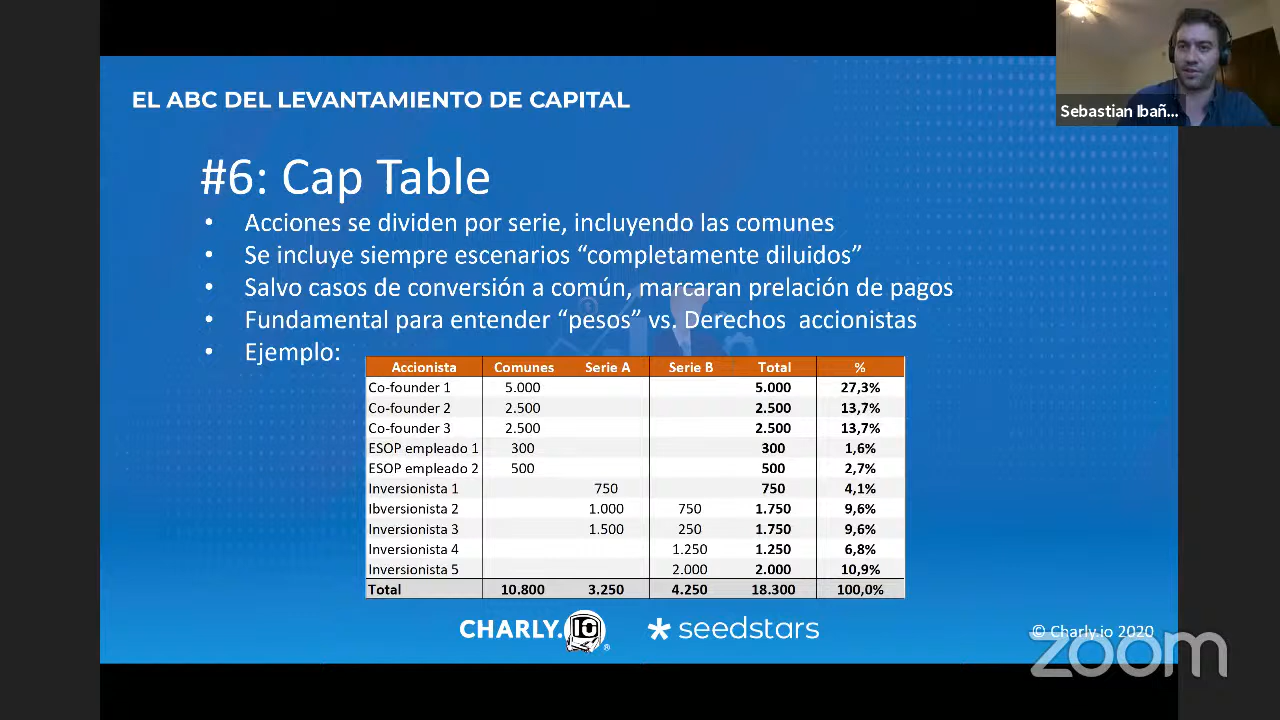 EL ABC DEL LEVANTAMIENTO DE CAPITAL
Sebastian Ibañ...
#6: Cap Table
• Acciones se dividen por serie, incluyendo las comunes
• Se incluye siempre escenarios “completamente diluidos”
• Salvo casos de conversión a común, marcaran prelación de pagos
• Fundamental para entender “pesos” vs. Derechos accionistas
• Ejemplo:
Accionista Comunes Serie A Serie B Total %
Co-founder 1 5.000 5.000 27,3%
Co-founder 2 2.500 2.500 13,7%
Co-founder 3 2.500 2.500 13,7%
ESOP empleado 1 300 300 1,6%
ESOP empleado 2 500 500 2,7%
Inversionista 1 750 750 4,1%
Ibversionista 2 1.000 750 1.750 9,6%
Inversionista 3 1.500 250 1.750 9,6%
Inversionista 4 1.250 1.250 6,8%
Inversionista 5 2.000 2.000 10,9%
Total 10.800 3.250 4.250 18.300 100,0%
CHARLY.IO ®
seedstars
© Charly.io 2020
zoom